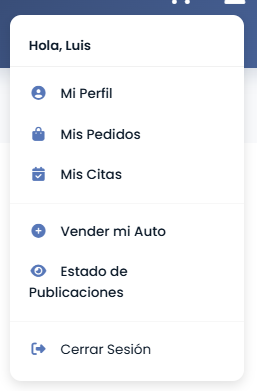 Hola, Luis
Mi Perfil
Mis Pedidos
Mis Citas
Vender mi Auto
Estado de
Publicaciones
Cerrar Sesión